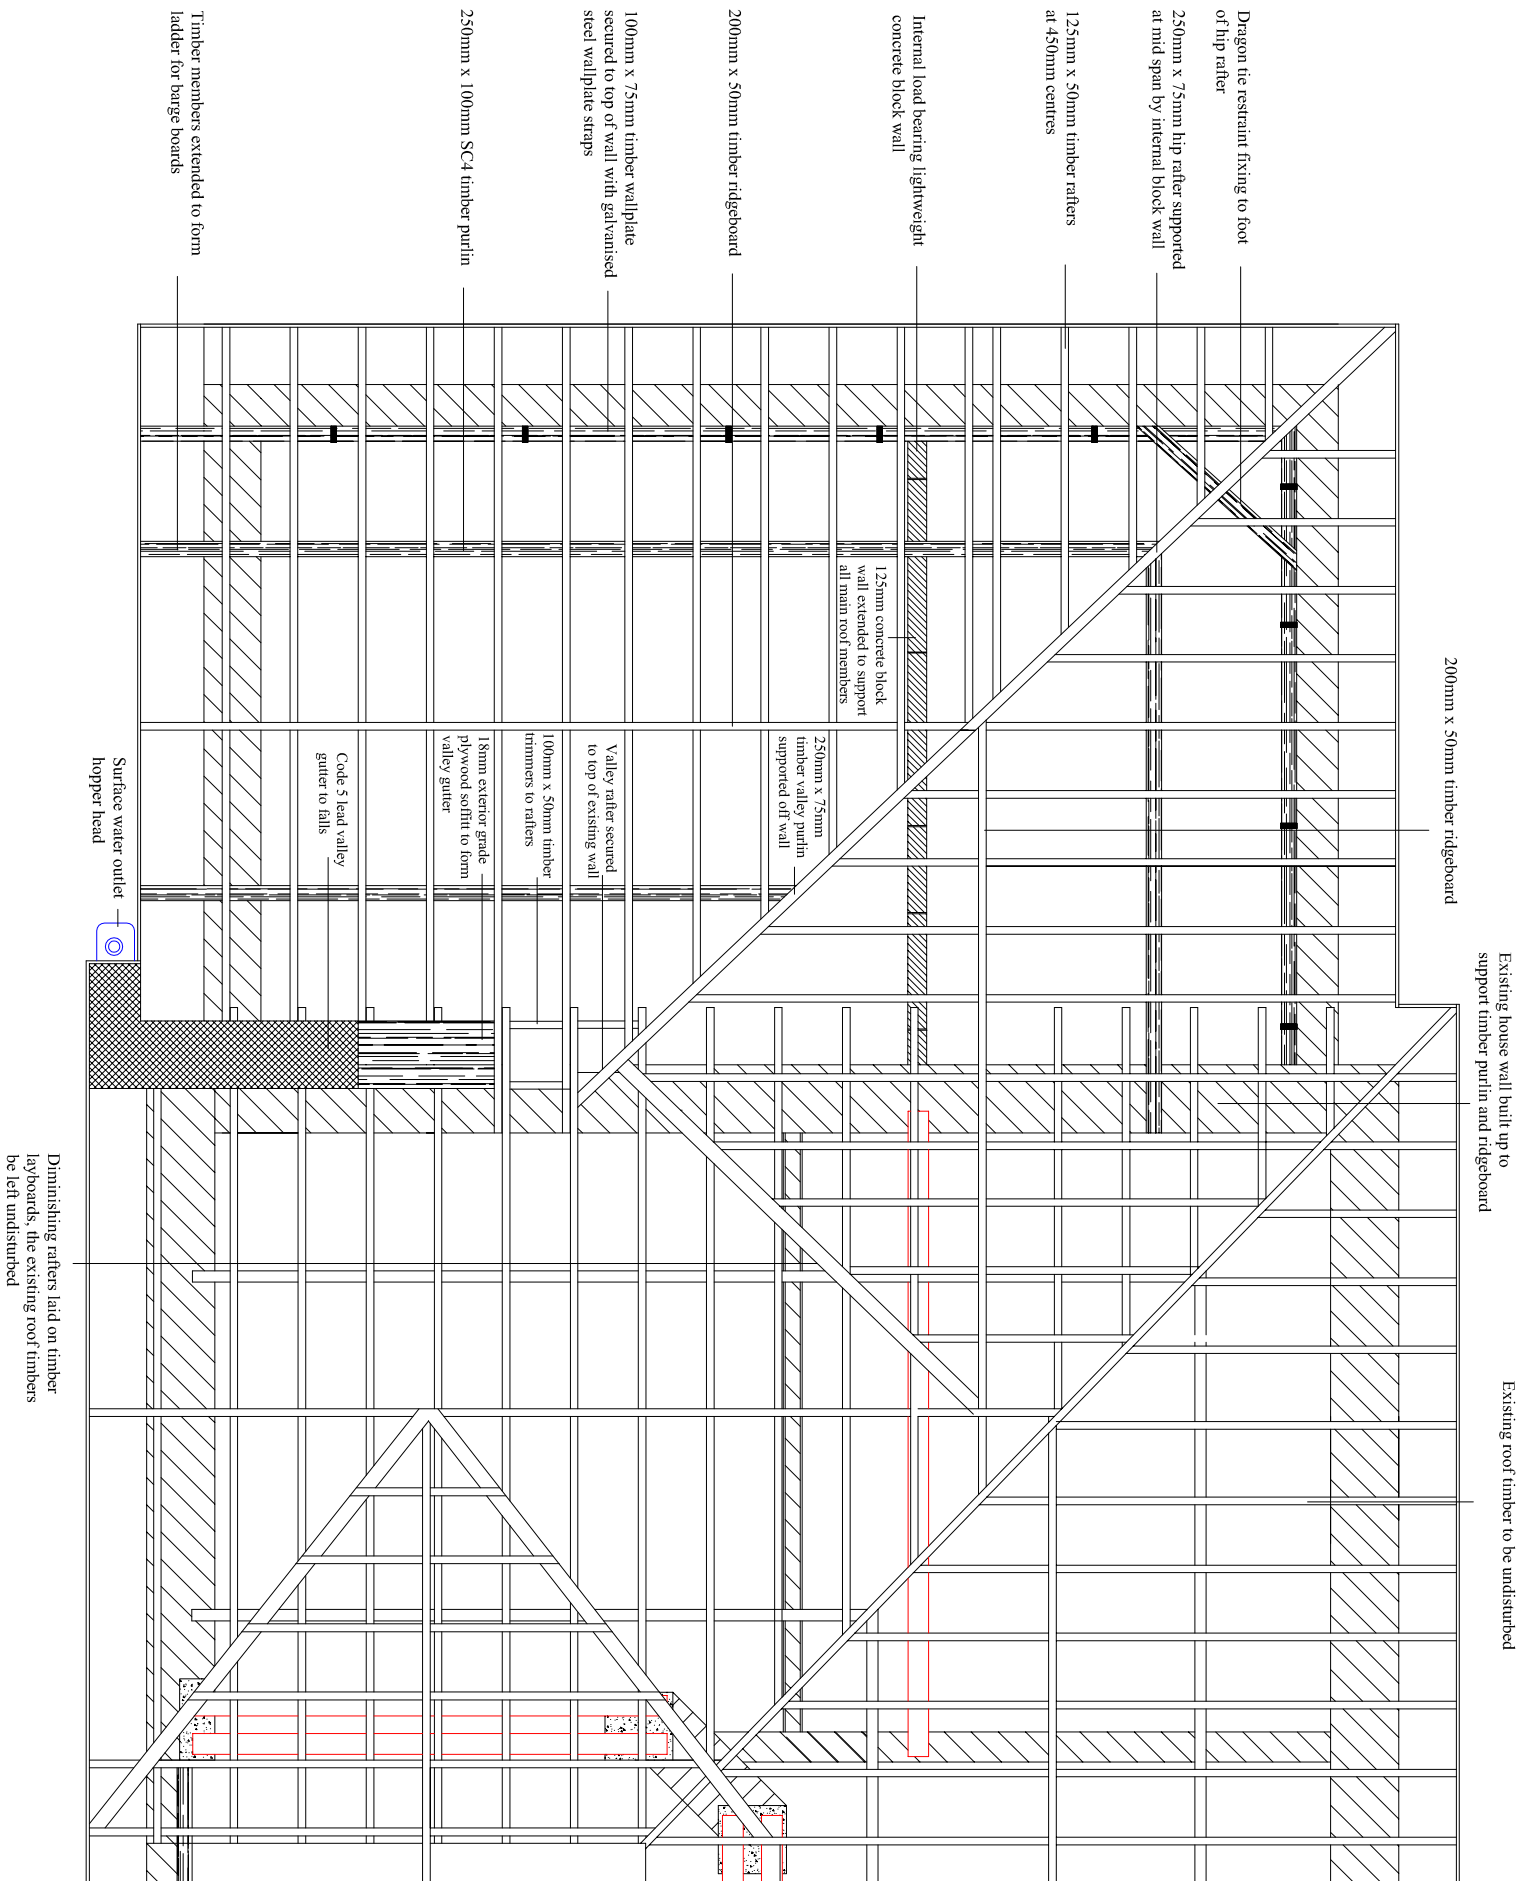 Existing roof timber to be undisturbed
Existing house wall built up to
support timber purlin and ridgeboard
200mm x 50mm timber ridgeboard
Dragon tie restraint fixing to foot
of hip rafter
250mm x 75mm hip rafter supported
at mid span by internal block wall
125mm x 50mm timber rafters
at 450mm centres
Internal load bearing lightweight
concrete block wall
200mm x 50mm timber ridgeboard
100mm x 75mm timber wallplate
secured to top of wall with galvanised
steel wallplate straps
250mm x 100mm SC4 timber purlin
Timber members extended to form
ladder for barge boards
125mm concrete block
wall extended to support
all main roof members
250mm x 75mm
timber valley purlin
supported off wall
Valley rafter secured
to top of existing wall
100mm x 50mm timber
trimmers to rafters
18mm exterior grade
plywood soffitt to form
valley gutter
Code 5 lead valley
gutter to falls
Surface water outlet
hopper head
Diminishing rafters laid on timber
layboards, the existing roof timbers
be left undisturbed